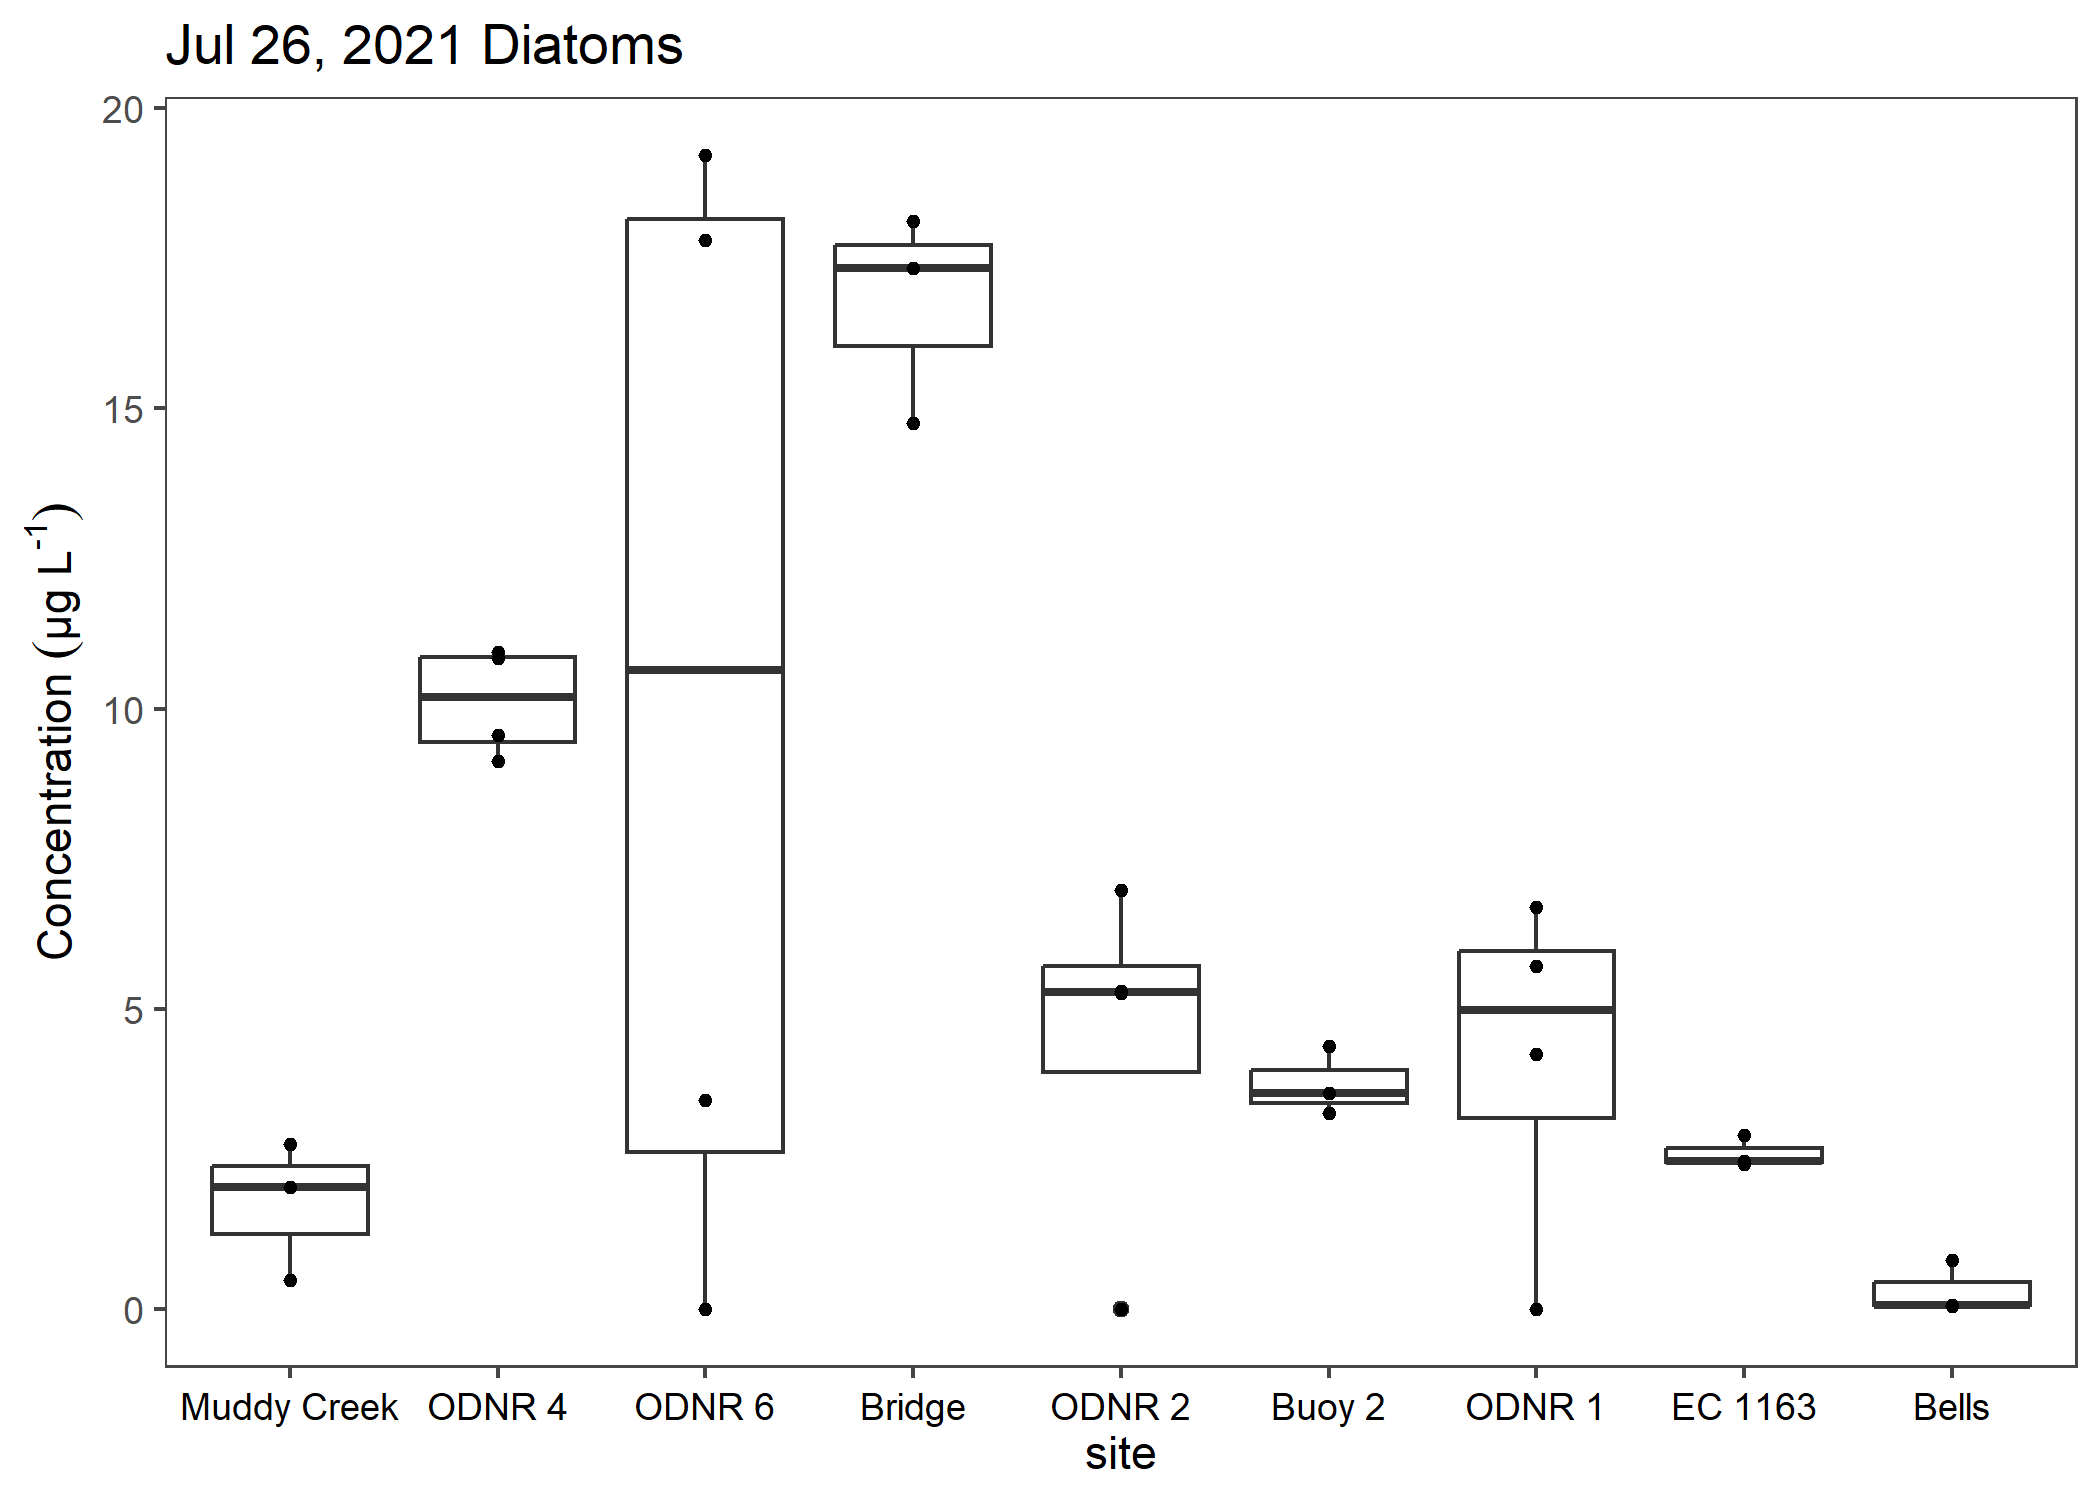 Jul 26, 2021 Diatoms
Concentration (µg L⁻¹)
20
15
10
5
0
Muddy Creek ODNR 4 ODNR 6 Bridge ODNR 2 Buoy 2 ODNR 1 EC 1163 Bells
site